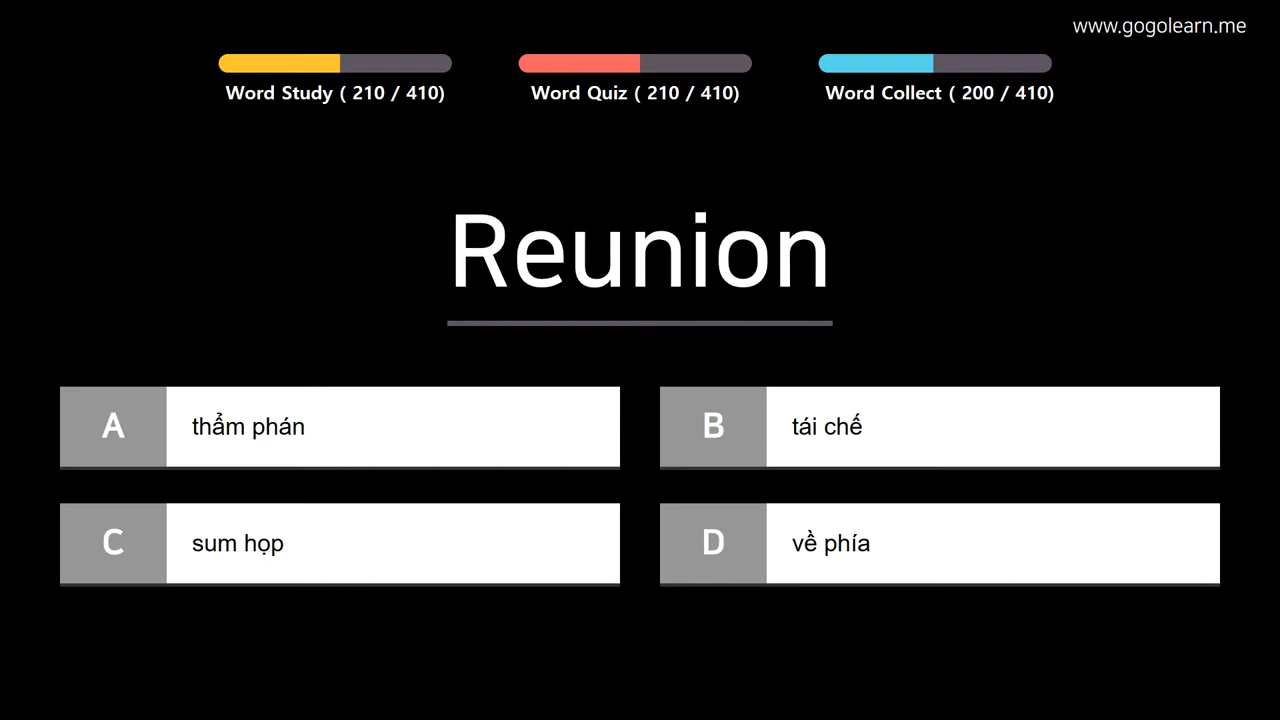 www.gogolearn.me
Word Study ( 210 / 410)
Word Quiz ( 210 / 410)
Word Collect ( 200 / 410)
Reunion
A
thẩm phán
B
tái chế
C
sum họp
D
về phía